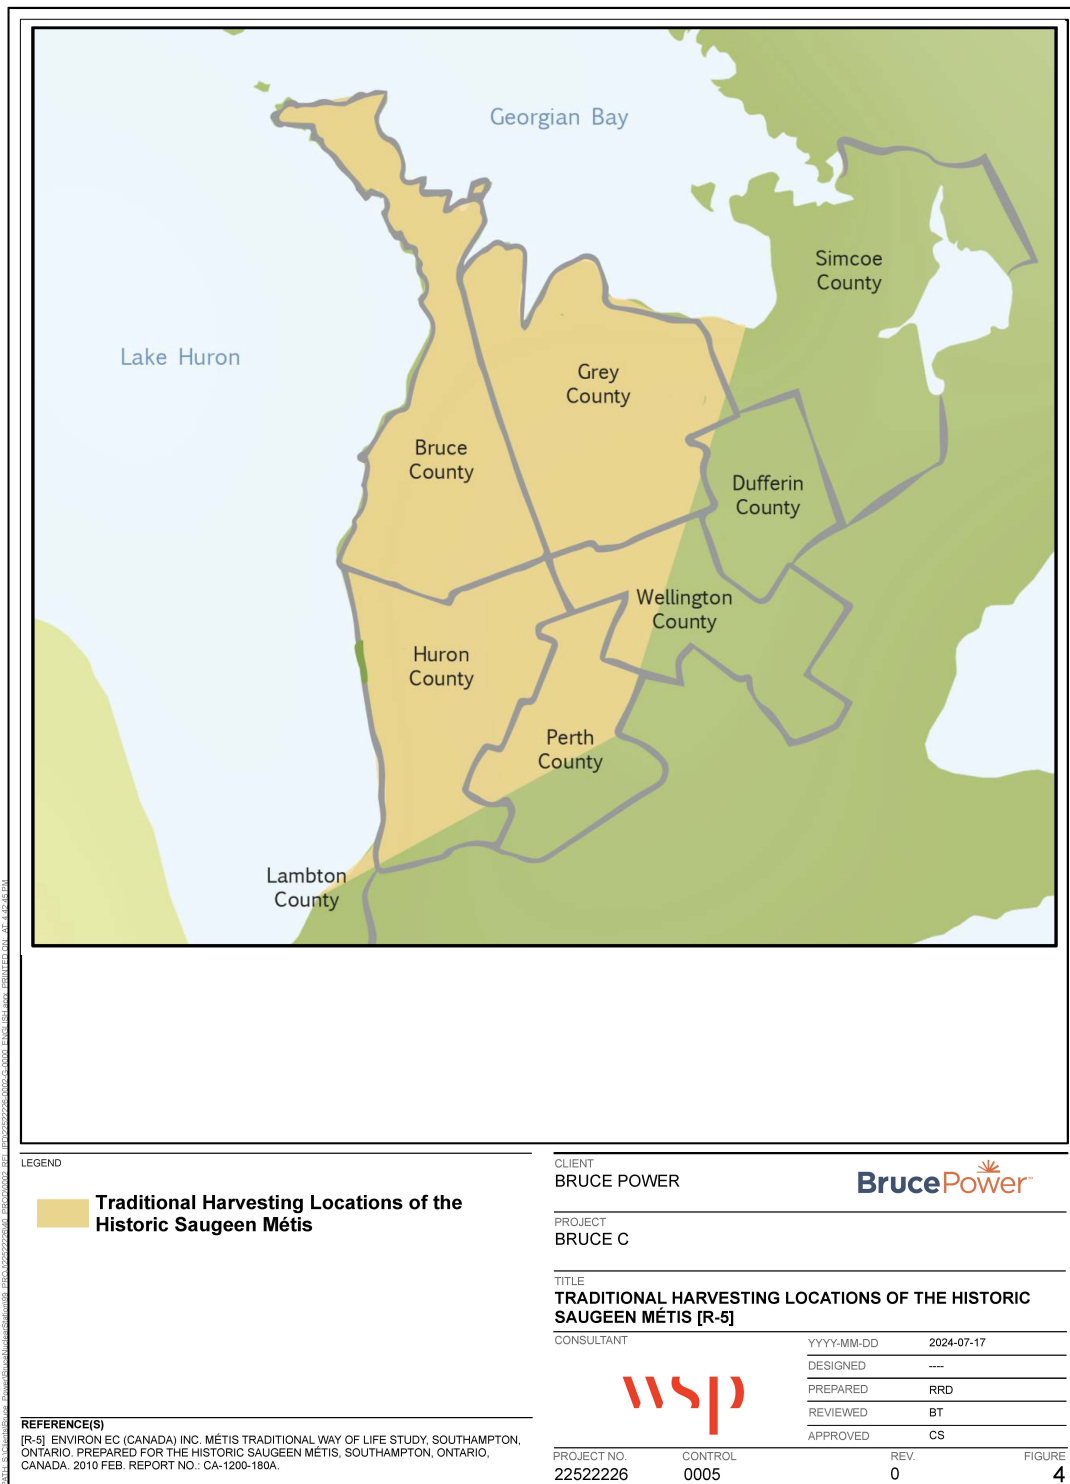 Georgian Bay
Simcoe
County
Lake Huron
Grey
County
Bruce
County
Dufferin
County
Wellington
County
Huron
County
Perth
County
Lambton
County
LEGEND
Traditional Harvesting Locations of the
Historic Saugeen Métis
REFERENCE(S)
[R-5] ENVIRON EC (CANADA) INC. MÉTIS TRADITIONAL WAY OF LIFE STUDY, SOUTHAMPTON,
ONTARIO. PREPARED FOR THE HISTORIC SAUGEEN MÉTIS, SOUTHAMPTON, ONTARIO,
CANADA. 2010 FEB. REPORT NO.: CA-1200-180A.
CLIENT
BRUCE POWER
BrucePower™
PROJECT
BRUCE C
TITLE
TRADITIONAL HARVESTING LOCATIONS OF THE HISTORIC
SAUGEEN MÉTIS [R-5]
CONSULTANT
wsp
YYYY-MM-DD 2024-07-17
DESIGNED ----
PREPARED RRD
REVIEWED BT
APPROVED CS
PROJECT NO. CONTROL REV. FIGURE
22522226 0005 0 4